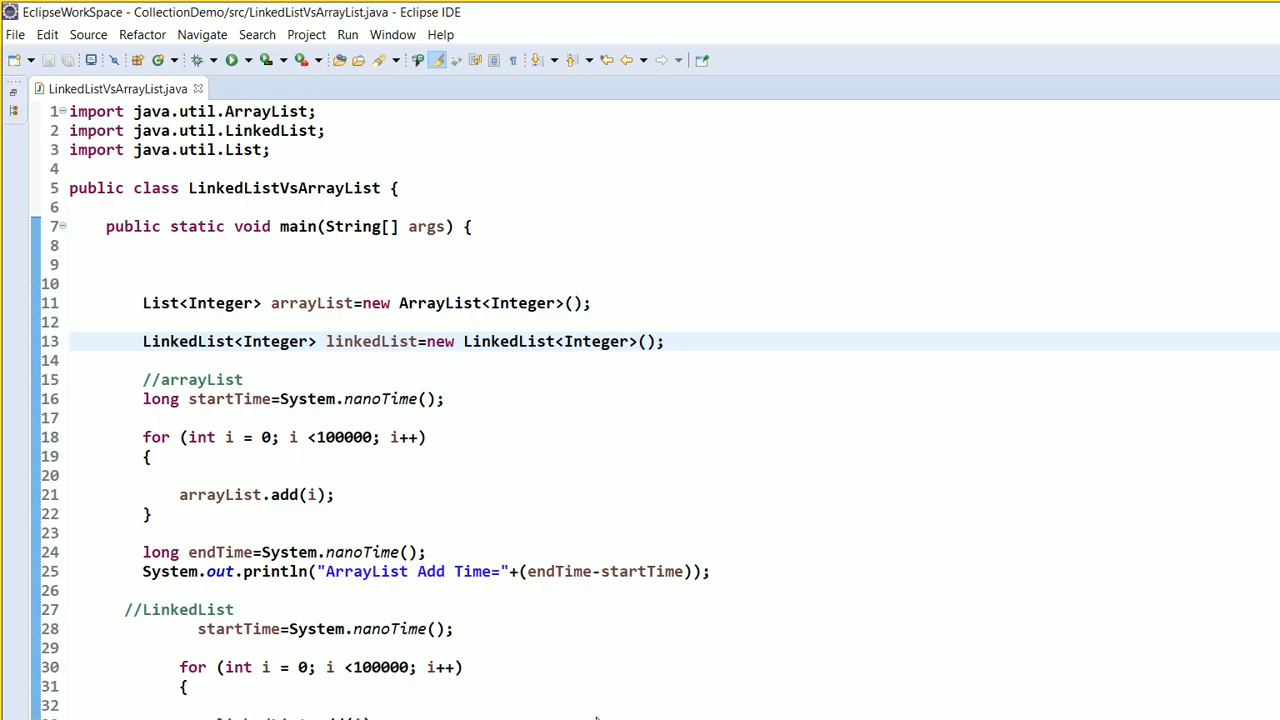 EclipseWorkSpace - CollectionDemo/src/LinkedListVsArrayList.java - Eclipse IDE
File Edit Source Refactor Navigate Search Project Run Window Help
LinkedListVsArrayList.java
1 import java.util.ArrayList;
2 import java.util.LinkedList;
3 import java.util.List;
4
5 public class LinkedListVsArrayList {
6
7 public static void main(String[] args) {
8
9
10
11 List<Integer> arrayList=new ArrayList<Integer>();
12
13 LinkedList<Integer> linkedList=new LinkedList<Integer>();
14
15 //arrayList
16 long startTime=System.nanoTime();
17
18 for (int i = 0; i <100000; i++)
19 {
20
21 arrayList.add(i);
22 }
23
24 long endTime=System.nanoTime();
25 System.out.println("ArrayList Add Time="+(endTime-startTime));
26
27 //LinkedList
28 startTime=System.nanoTime();
29
30 for (int i = 0; i <100000; i++)
31 {
32